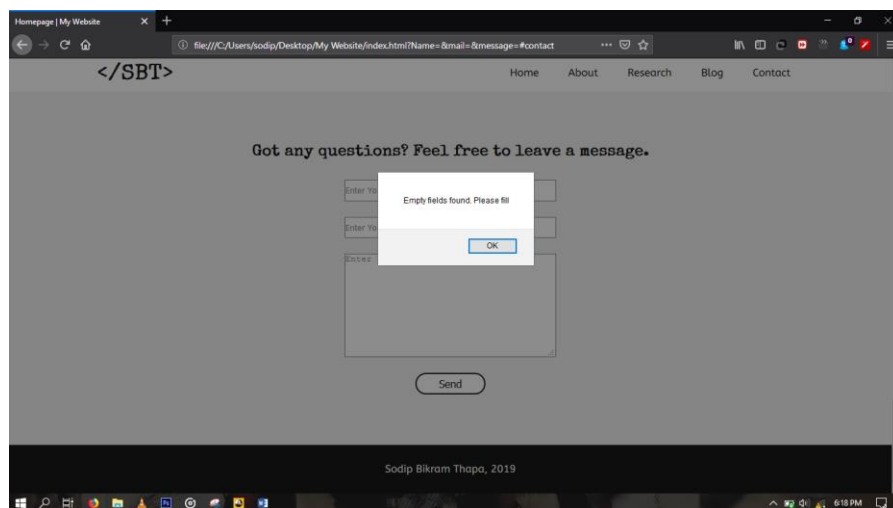 Homepage | My Website
file:///C:/Users/sodip/Desktop/My Website/index.html?Name=&mail=&message=#contact
</SBT>
Home About Research Blog Contact
Got any questions? Feel free to leave a message.
Enter Yo
Empty fields found. Please fill
Enter Yo
OK
Enter
Send
Sodip Bikram Thapa, 2019
6:18 PM